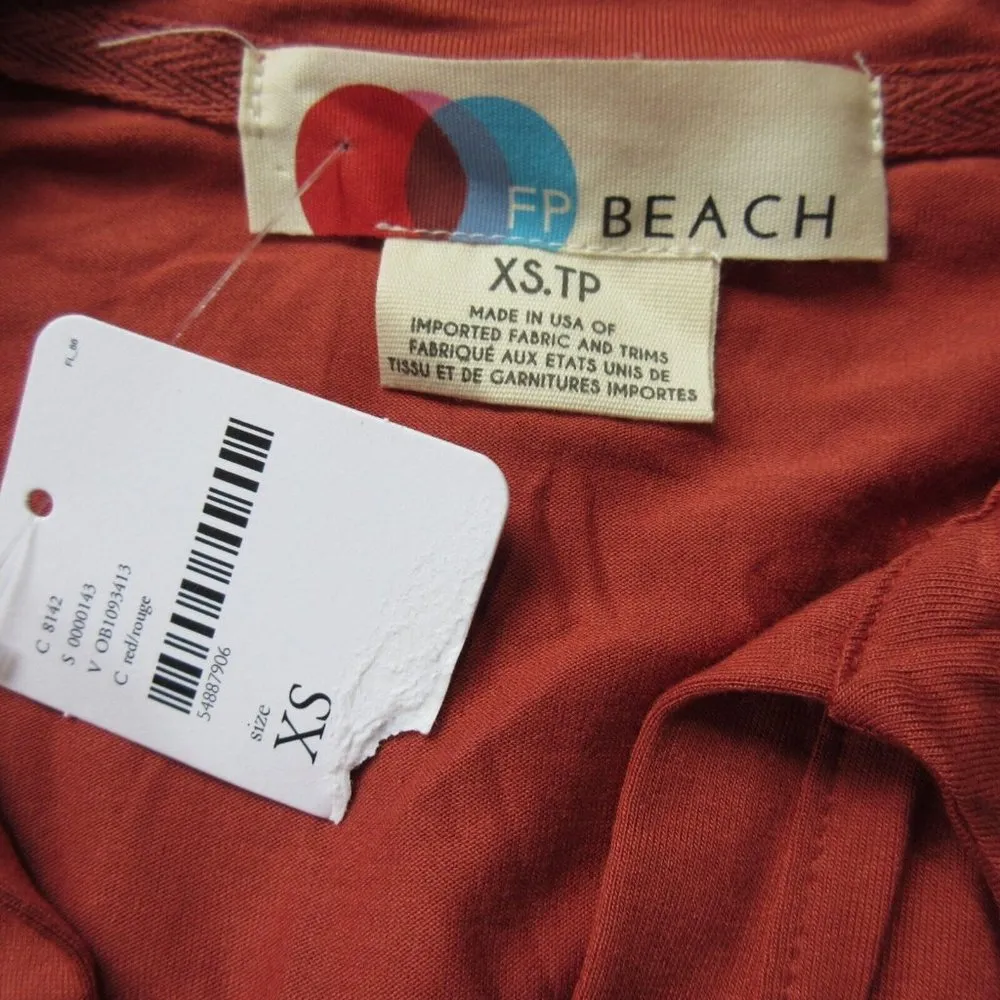 FP BEACH
XS.TP
MADE IN USA OF
IMPORTED FABRIC AND TRIMS
FABRIQUÉ AUX ETATS UNIS DE
TISSU ET DE GARNITURES IMPORTES
FL_86
C 8142
S 0000143
V OB1093413
C red/rouge
54887906
size
XS